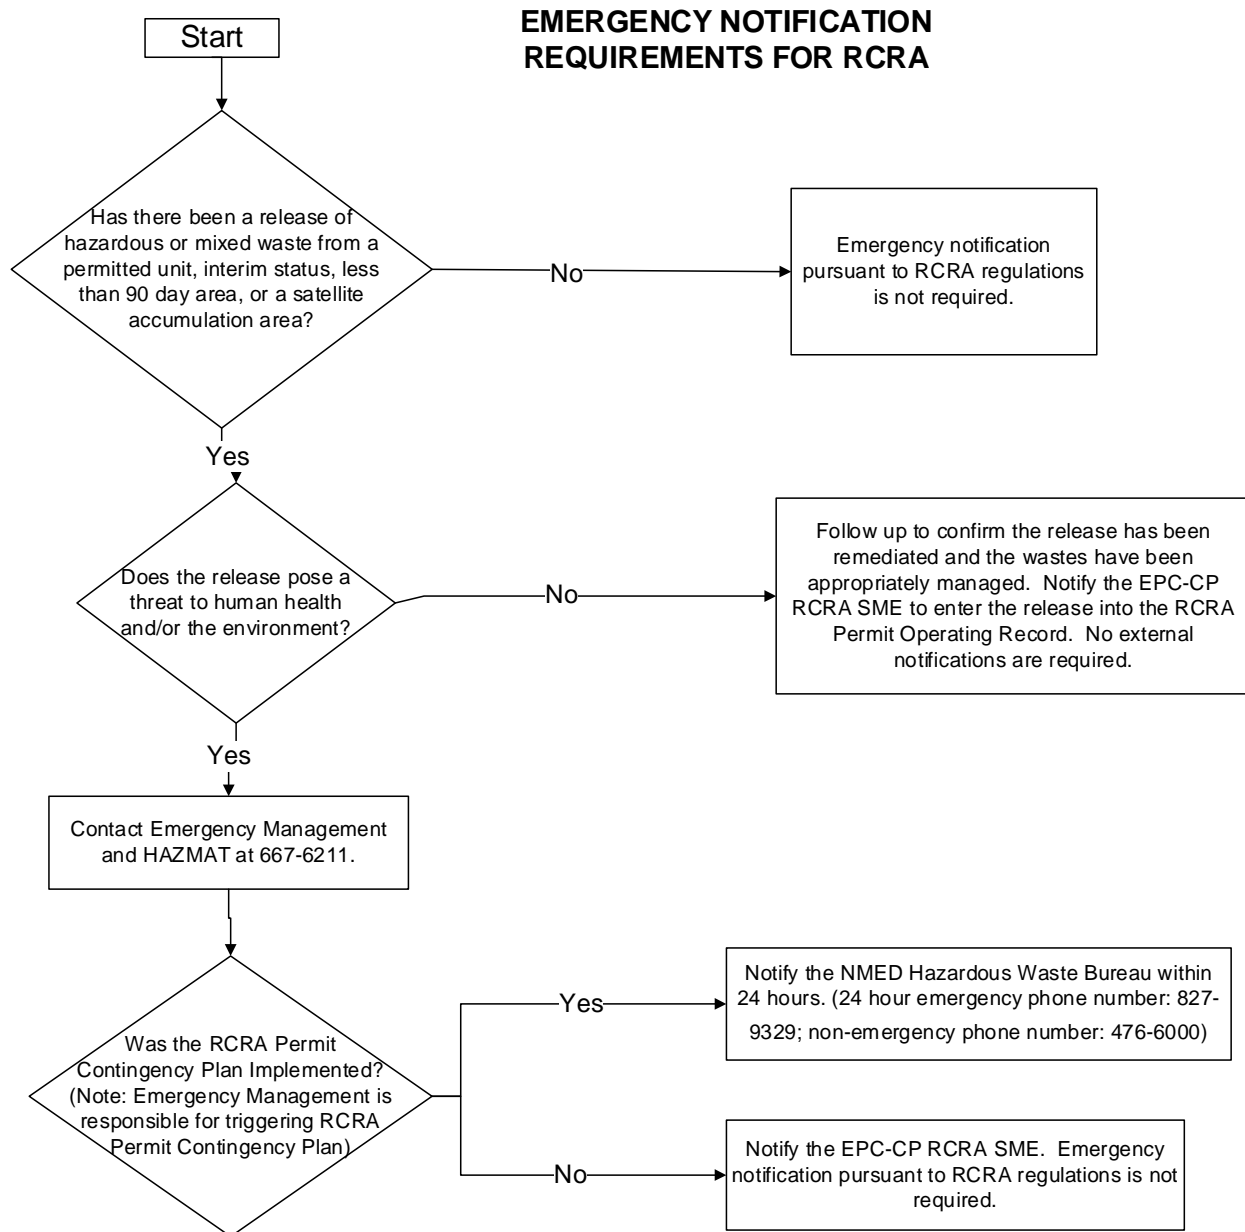 EMERGENCY NOTIFICATION
REQUIREMENTS FOR RCRA
Start
Has there been a release of
hazardous or mixed waste from a
permitted unit, interim status, less
than 90 day area, or a satellite
accumulation area?
No
Emergency notification
pursuant to RCRA regulations
is not required.
Yes
Does the release pose a
threat to human health
and/or the environment?
No
Follow up to confirm the release has been
remediated and the wastes have been
appropriately managed.  Notify the EPC-CP
RCRA SME to enter the release into the RCRA
Permit Operating Record.  No external
notifications are required.
Yes
Contact Emergency Management
and HAZMAT at 667-6211.
Was the RCRA Permit
Contingency Plan Implemented?
(Note: Emergency Management is
responsible for triggering RCRA
Permit Contingency Plan)
Yes
Notify the NMED Hazardous Waste Bureau within
24 hours. (24 hour emergency phone number: 827-
9329; non-emergency phone number: 476-6000)
No
Notify the EPC-CP RCRA SME.  Emergency
notification pursuant to RCRA regulations is not
required.